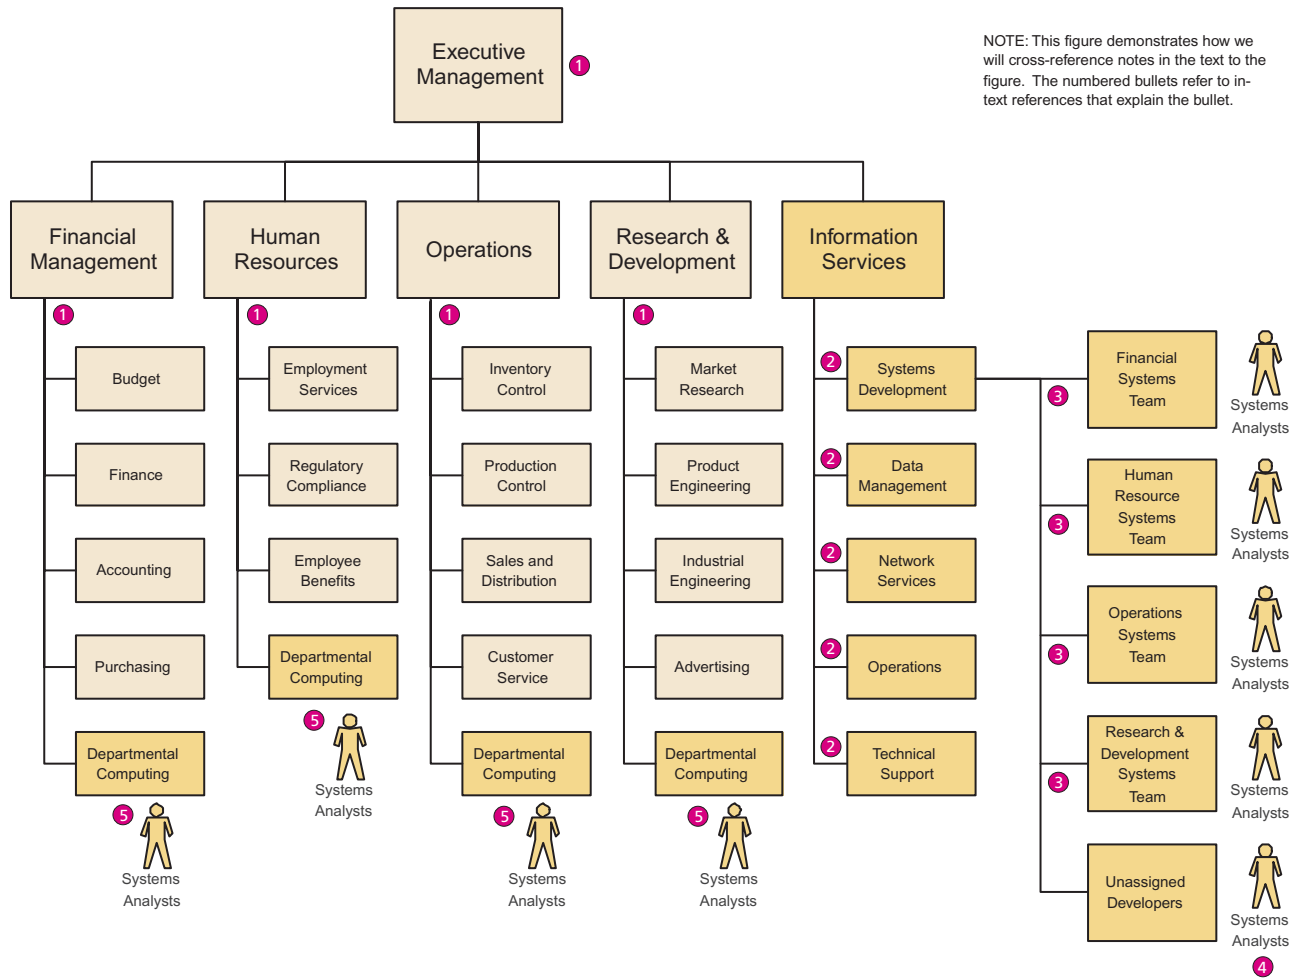 Executive
Management
1
NOTE: This figure demonstrates how we
will cross-reference notes in the text to the
figure. The numbered bullets refer to in-
text references that explain the bullet.
Financial
Management
Human
Resources
Operations
Research &
Development
Information
Services
1
1
1
1
Budget
Finance
Accounting
Purchasing
Departmental
Computing
5
Systems
Analysts
Employment
Services
Regulatory
Compliance
Employee
Benefits
Departmental
Computing
5
Systems
Analysts
Inventory
Control
Production
Control
Sales and
Distribution
Customer
Service
Departmental
Computing
5
Systems
Analysts
Market
Research
Product
Engineering
Industrial
Engineering
Advertising
Departmental
Computing
5
Systems
Analysts
2
Systems
Development
2
Data
Management
2
Network
Services
2
Operations
2
Technical
Support
3
Financial
Systems
Team
Systems
Analysts
3
Human
Resource
Systems
Team
Systems
Analysts
3
Operations
Systems
Team
Systems
Analysts
3
Research &
Development
Systems
Team
Systems
Analysts
Unassigned
Developers
Systems
Analysts
4